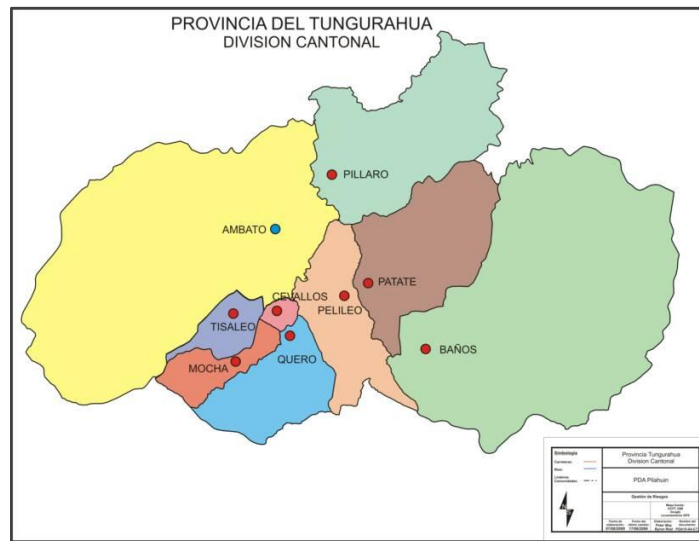 PROVINCIA DEL TUNGURAHUA
DIVISION CANTONAL
PILLARO
AMBATO
PATATE
CEVALLOS
PELILEO
TISALEO
QUERO
BAÑOS
MOCHA
Simbología
Provincia Tungurahua
Division Cantonal
PDA Pilahuin
Gestión de Riesgos